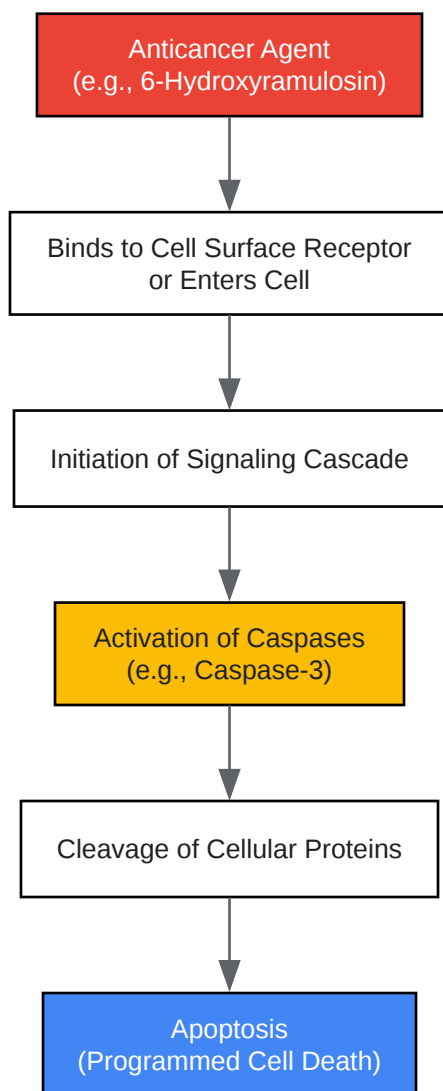 Anticancer Agent
(e.g., 6-Hydroxyramulosin)
Binds to Cell Surface Receptor
or Enters Cell
Initiation of Signaling Cascade
Activation of Caspases
(e.g., Caspase-3)
Cleavage of Cellular Proteins
Apoptosis
(Programmed Cell Death)